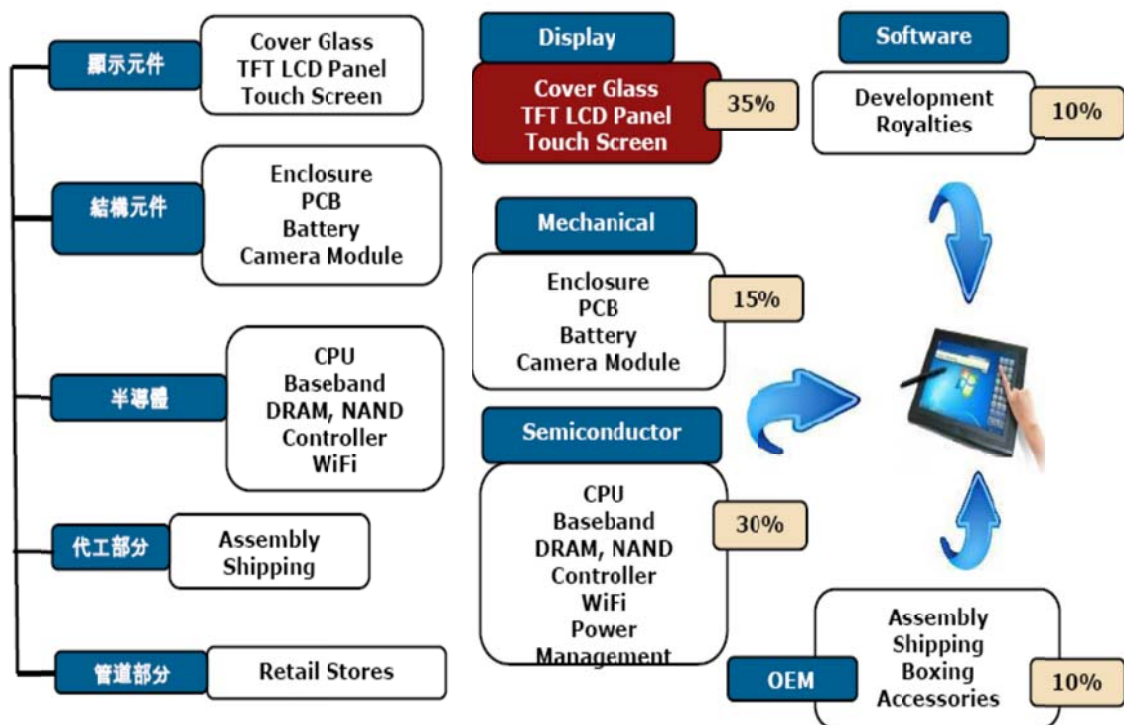 顯示元件
Cover Glass
TFT LCD Panel
Touch Screen
結構元件
Enclosure
PCB
Battery
Camera Module
半導體
CPU
Baseband
DRAM, NAND
Controller
WiFi
代工部分
Assembly
Shipping
管道部分
Retail Stores
Display
Cover Glass
TFT LCD Panel
Touch Screen
35%
Mechanical
Enclosure
PCB
Battery
Camera Module
15%
Semiconductor
CPU
Baseband
DRAM, NAND
Controller
WiFi
Power
Management
30%
Software
Development
Royalties
10%
OEM
Assembly
Shipping
Boxing
Accessories
10%